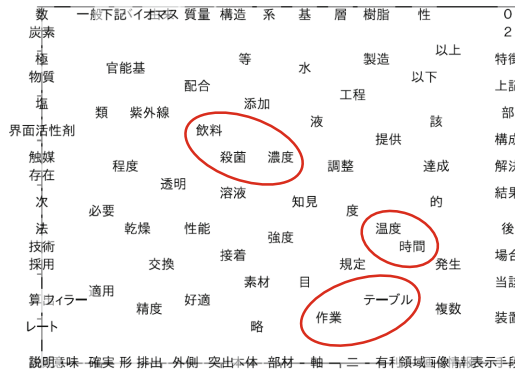 数 一般 下記 バイオマス 質量 構造 系 基 層 樹脂 性 0
炭素 2
以上
極 等 製造 特徴
官能基 水
物質 以下
配合 上記
工程
塩 添加
類 紫外線 部
液 該
界面活性剤 飲料
提供 構成
触媒 殺菌 濃度
程度 調整 達成 解決
存在
透明
溶液 結果
次 知見 的
必要 度
法 乾燥 性能 温度 後
強度
技術 時間
接着 場合
採用 交換 規定 発生
素材 目 当該
適用
算 フィラー 好適 テーブル
精度 複数
作業 装置
レート 略
説明 意味 確実 形 排出 外側 突出 本体 部材 軸 二 有利 領域 画像 情報 表示 手段